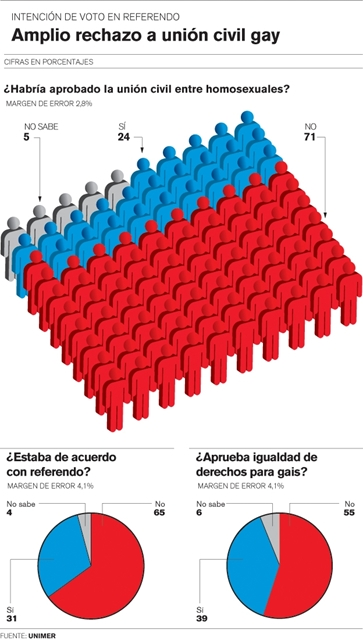 INTENCIÓN DE VOTO EN REFERENDO
Amplio rechazo a unión civil gay
CIFRAS EN PORCENTAJES
¿Habría aprobado la unión civil entre homosexuales?
MARGEN DE ERROR 2,8%
NO SABE
5
SÍ
24
NO
71
¿Estaba de acuerdo
con referendo?
MARGEN DE ERROR 4,1%
No sabe
4
No
65
Sí
31
¿Aprueba igualdad de
derechos para gais?
MARGEN DE ERROR 4,1%
No sabe
6
No
55
Sí
39
FUENTE: UNIMER